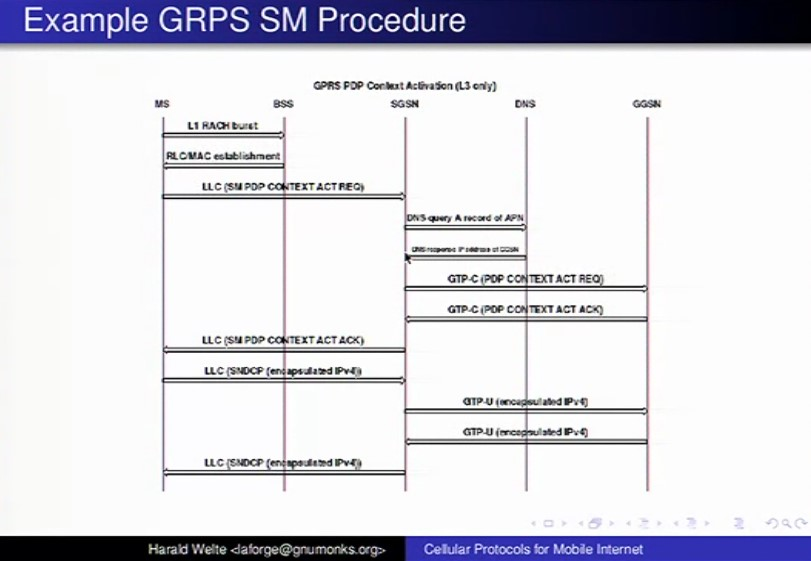 Example GRPS SM Procedure
GPRS PDP Context Activation (L3 only)
MS BSS SGSN DNS GGSN
L1 RACH burst
RLC/MAC establishment
LLC (SM PDP CONTEXT ACT REQ)
DNS query A record of APN
DNS response IP address of GGSN
GTP-C (PDP CONTEXT ACT REQ)
GTP-C (PDP CONTEXT ACT ACK)
LLC (SM PDP CONTEXT ACT ACK)
LLC (SNDCP (encapsulated IPv4))
GTP-U (encapsulated IPv4)
GTP-U (encapsulated IPv4)
LLC (SNDCP (encapsulated IPv4))
Harald Welte <laforge@gnumonks.org> Cellular Protocols for Mobile Internet